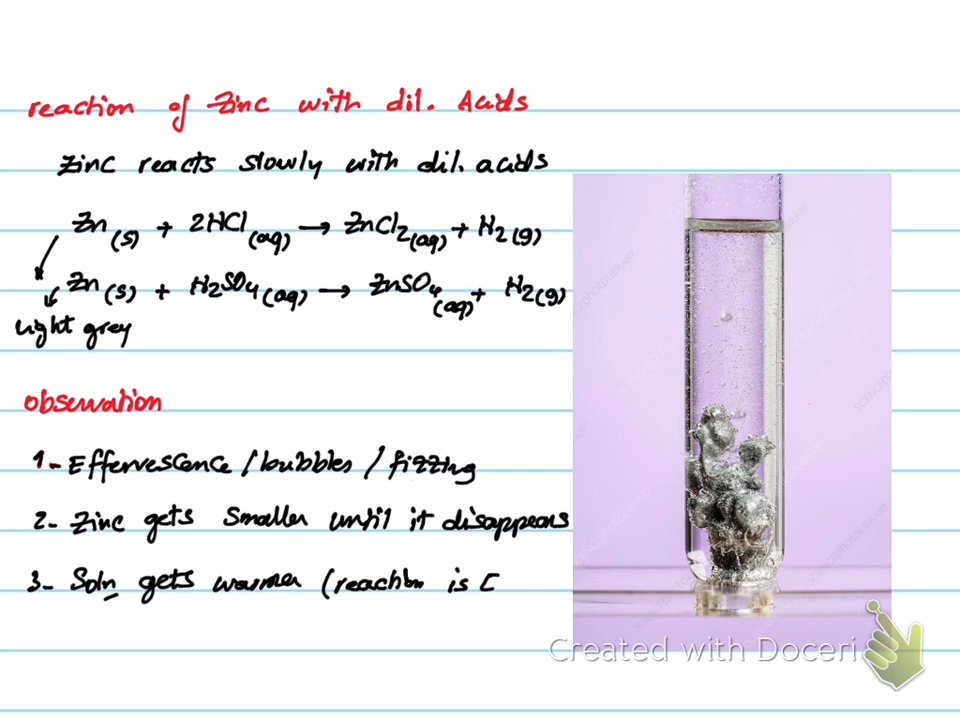 reaction of Zinc with dil. Acids
Zinc reacts slowly with dil. acids
Zn(s) + 2HCl(aq) → ZnCl2(aq) + H2(g)
Zn(s) + H2SO4(aq) → ZnSO4(aq) + H2(g)
light grey
observation
1- Effervescence / bubbles / fizzing
2- Zinc gets smaller until it disappears
3- Soln gets warmer (reaction is
Created with Doceri